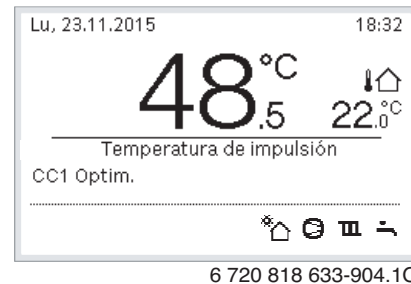 Lu, 23.11.2015 18:32
48.5 °C
22.0 °C
Temperatura de impulsión
CC1 Optim.
6 720 818 633-904.1O